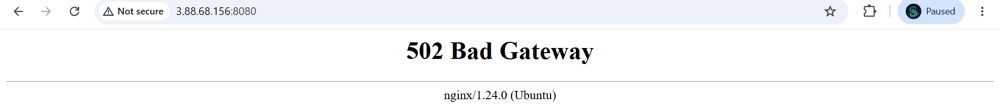 Not secure 3.88.68.156:8080 Paused
502 Bad Gateway
nginx/1.24.0 (Ubuntu)